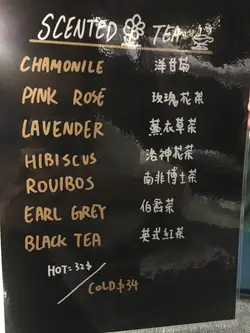 SCENTED TEA
CHAMONILE 洋甘菊
PINK ROSE 玫瑰花茶
LAVENDER 薰衣草茶
HIBISCUS 洛神花茶
ROUIBOS 南非博士茶
EARL GREY 伯爵茶
BLACK TEA 英式紅茶
HOT=32$
COLD$34